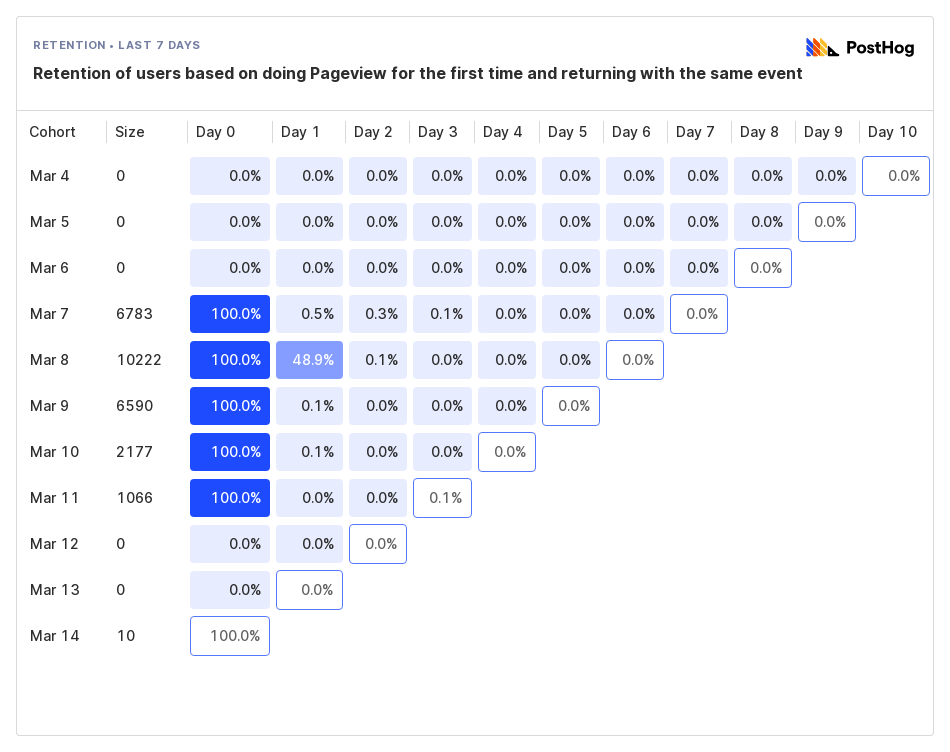 RETENTION • LAST 7 DAYS
PostHog
Retention of users based on doing Pageview for the first time and returning with the same event
Cohort Size Day 0 Day 1 Day 2 Day 3 Day 4 Day 5 Day 6 Day 7 Day 8 Day 9 Day 10
Mar 4 0 0.0% 0.0% 0.0% 0.0% 0.0% 0.0% 0.0% 0.0% 0.0% 0.0% 0.0%
Mar 5 0 0.0% 0.0% 0.0% 0.0% 0.0% 0.0% 0.0% 0.0% 0.0% 0.0%
Mar 6 0 0.0% 0.0% 0.0% 0.0% 0.0% 0.0% 0.0% 0.0% 0.0%
Mar 7 6783 100.0% 0.5% 0.3% 0.1% 0.0% 0.0% 0.0% 0.0%
Mar 8 10222 100.0% 48.9% 0.1% 0.0% 0.0% 0.0% 0.0%
Mar 9 6590 100.0% 0.1% 0.0% 0.0% 0.0% 0.0%
Mar 10 2177 100.0% 0.1% 0.0% 0.0% 0.0%
Mar 11 1066 100.0% 0.0% 0.0% 0.1%
Mar 12 0 0.0% 0.0% 0.0%
Mar 13 0 0.0% 0.0%
Mar 14 10 100.0%